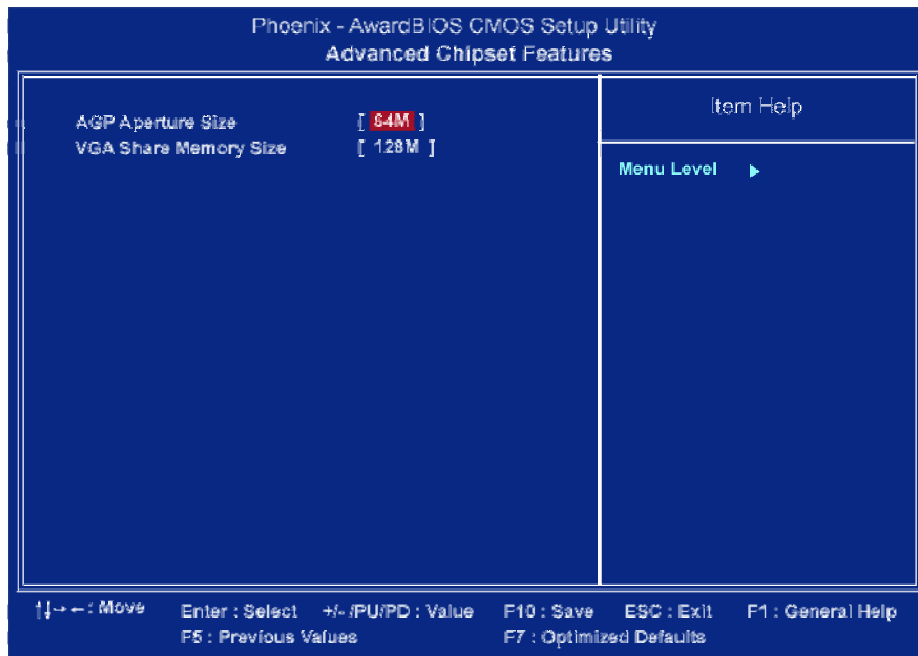 Phoenix - AwardBIOS CMOS Setup Utility
Advanced Chipset Features
AGP Aperture Size [ 64M ]
VGA Share Memory Size [ 128M ]
Item Help
Menu Level ▶
↑↓→←: Move Enter : Select +/-/PU/PD : Value F10 : Save ESC : Exit F1 : General Help
F5 : Previous Values F7 : Optimized Defaults